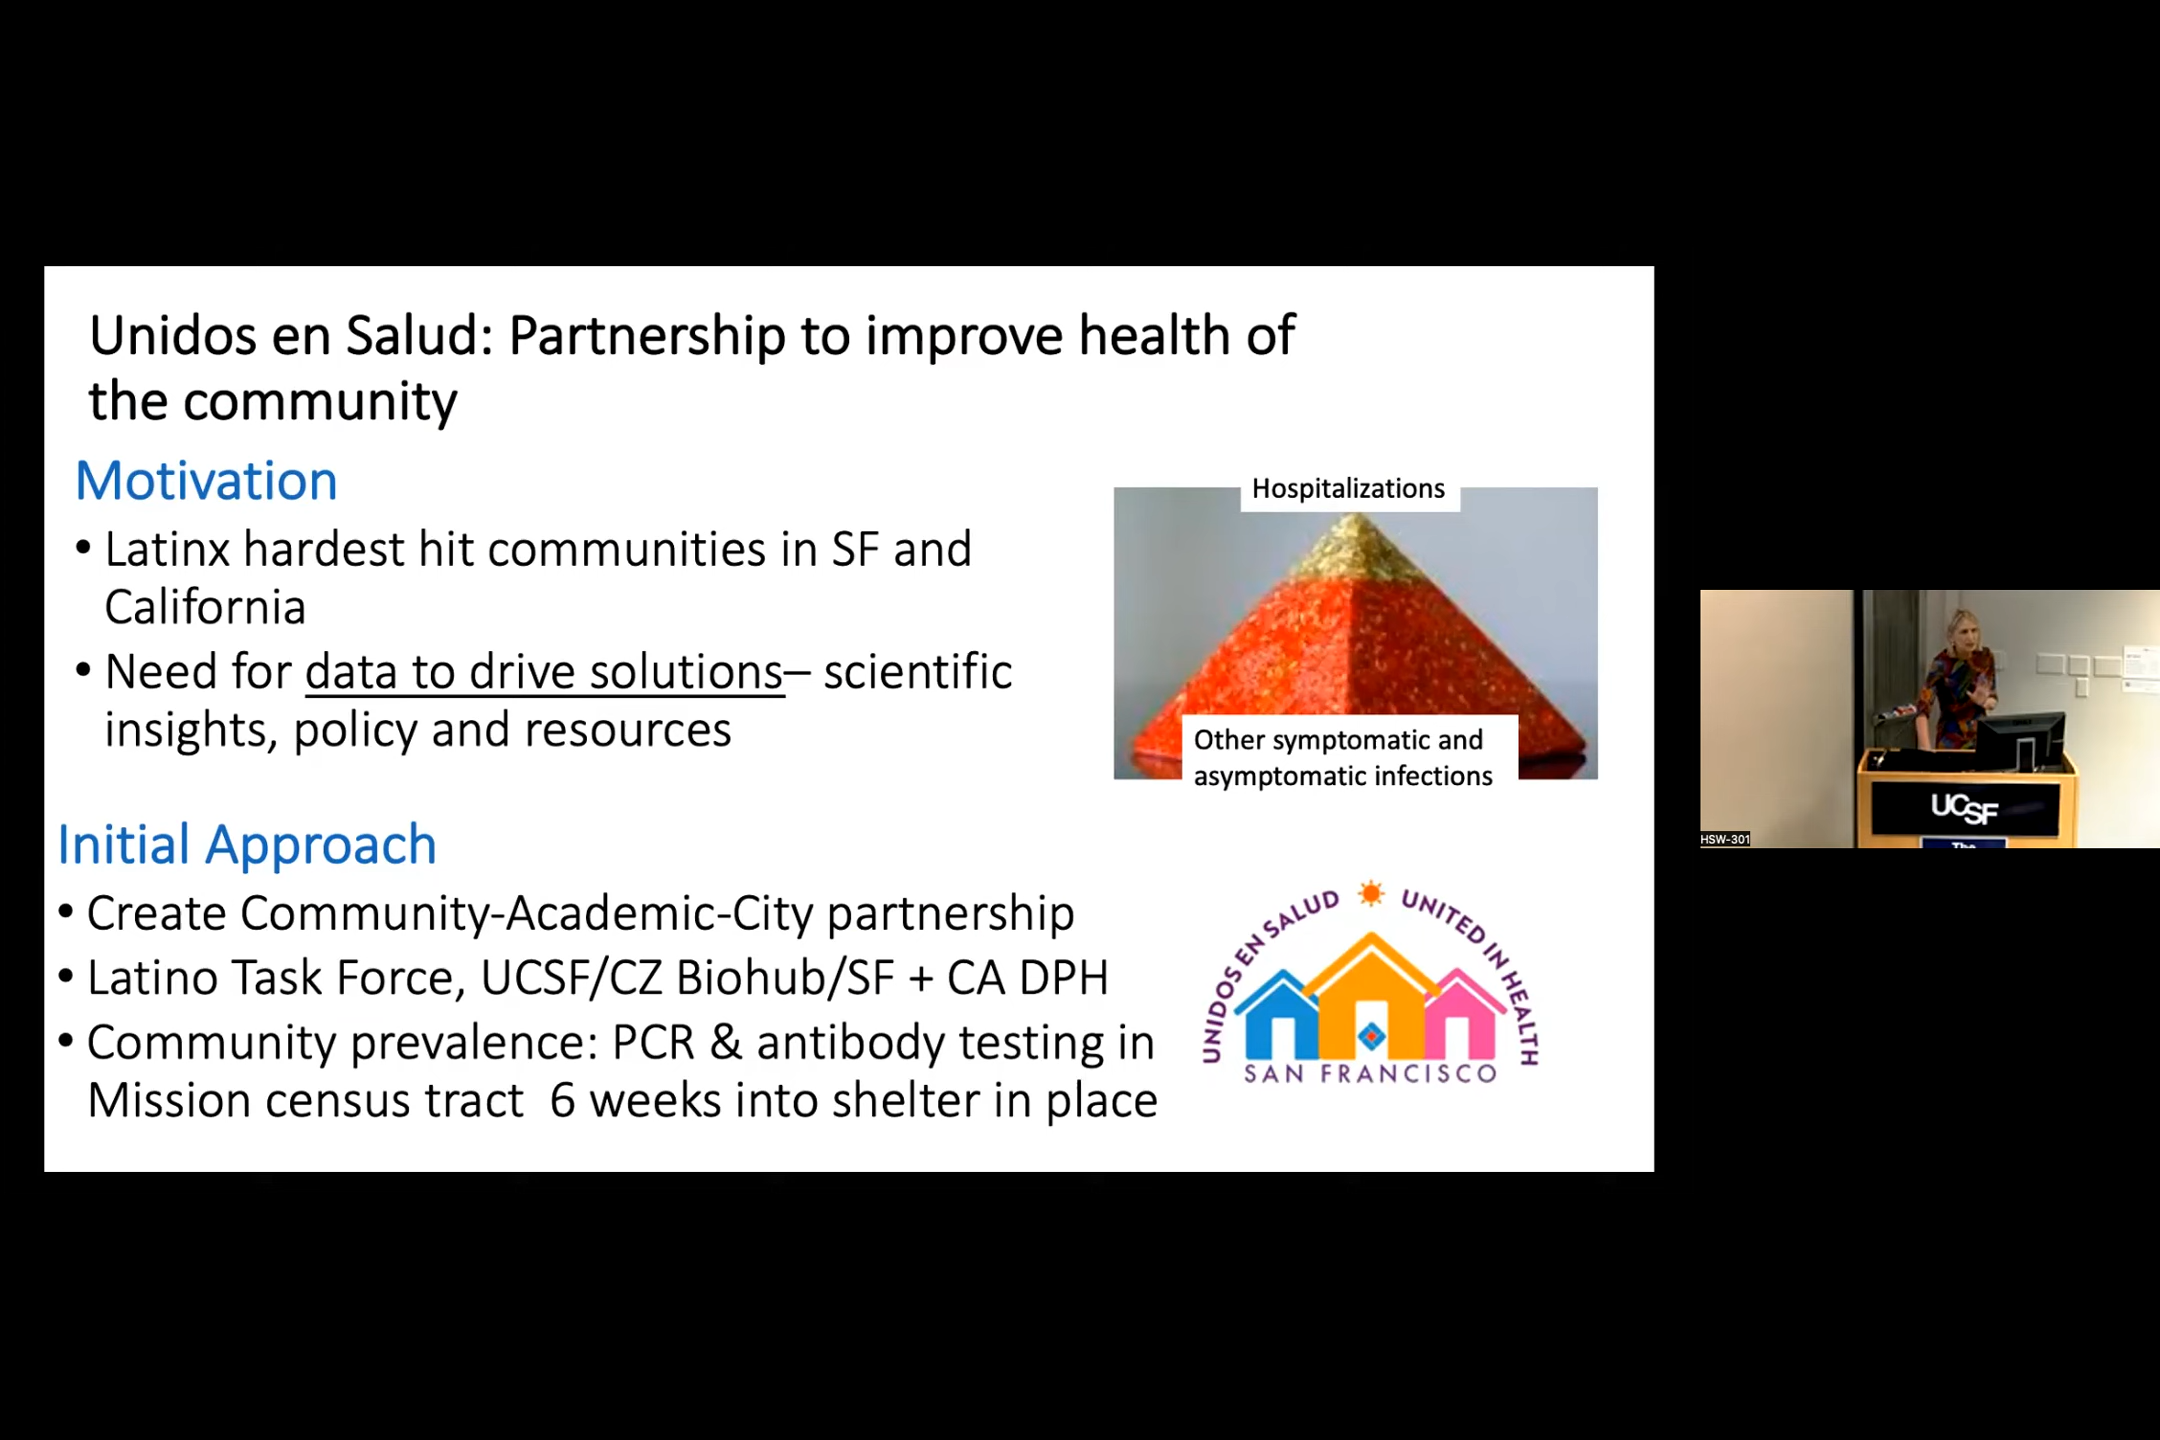 Unidos en Salud: Partnership to improve health of
the community
Motivation
• Latinx hardest hit communities in SF and
California
• Need for data to drive solutions– scientific
insights, policy and resources
Hospitalizations
Other symptomatic and
asymptomatic infections
Initial Approach
• Create Community-Academic-City partnership
• Latino Task Force, UCSF/CZ Biohub/SF + CA DPH
• Community prevalence: PCR & antibody testing in
Mission census tract 6 weeks into shelter in place
UNIDOS EN SALUD UNITED IN HEALTH
SAN FRANCISCO
UCSF
The
HSW-301